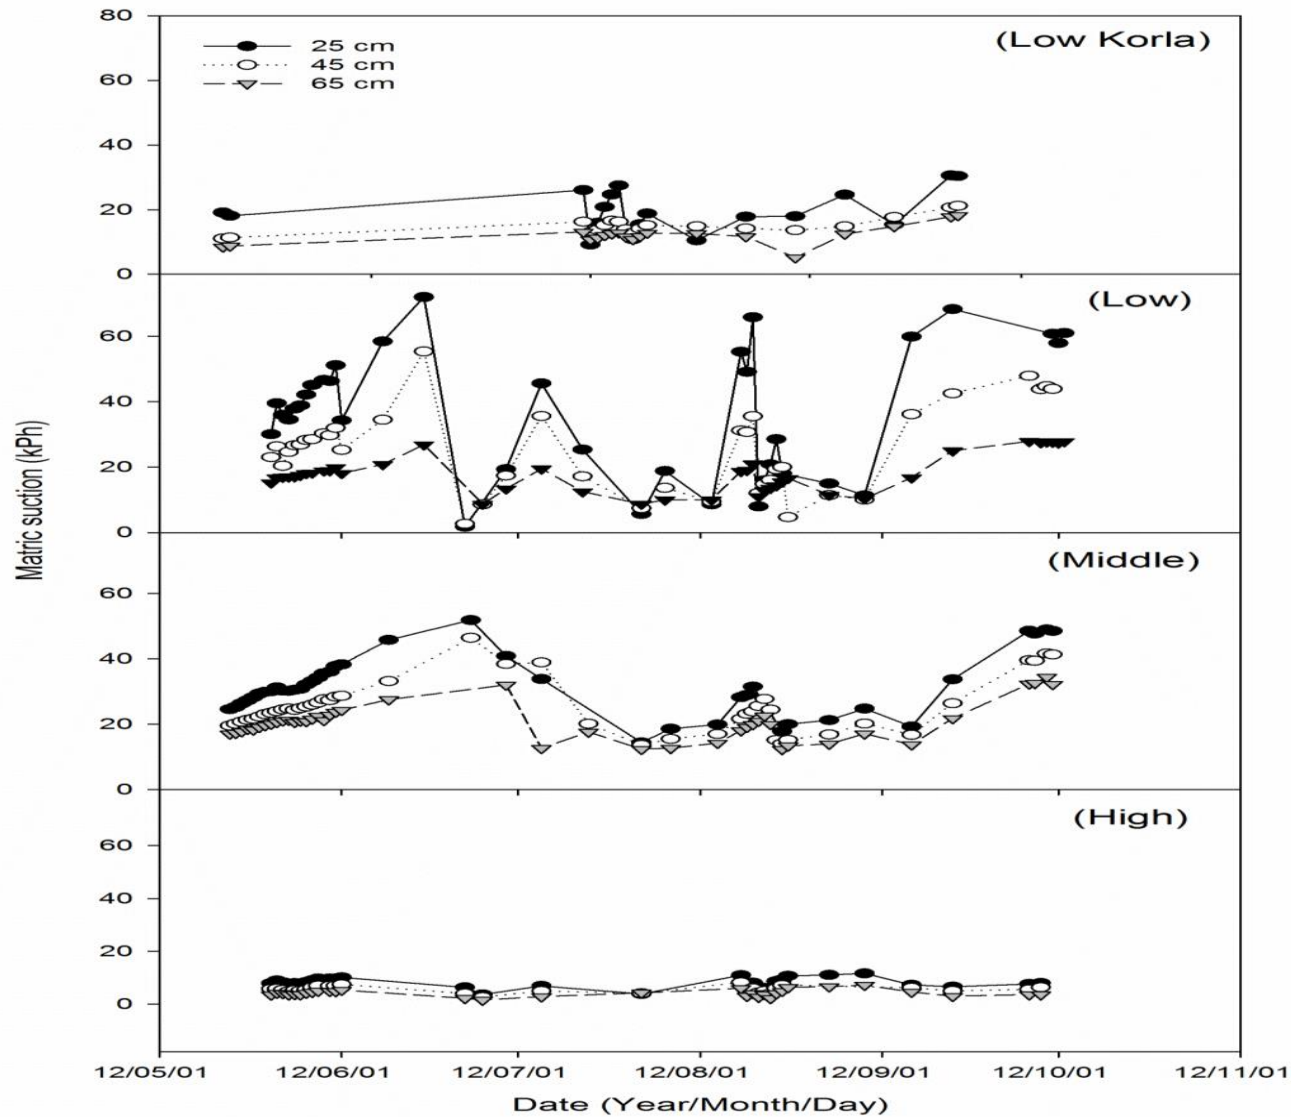 80
(Low Korla)
25 cm
45 cm
65 cm
60
40
20
0
(Low)
60
40
20
0
(Middle)
60
40
20
0
(High)
60
40
20
0
Matric suction (kPh)
12/05/01 12/06/01 12/07/01 12/08/01 12/09/01 12/10/01 12/11/01
Date (Year/Month/Day)